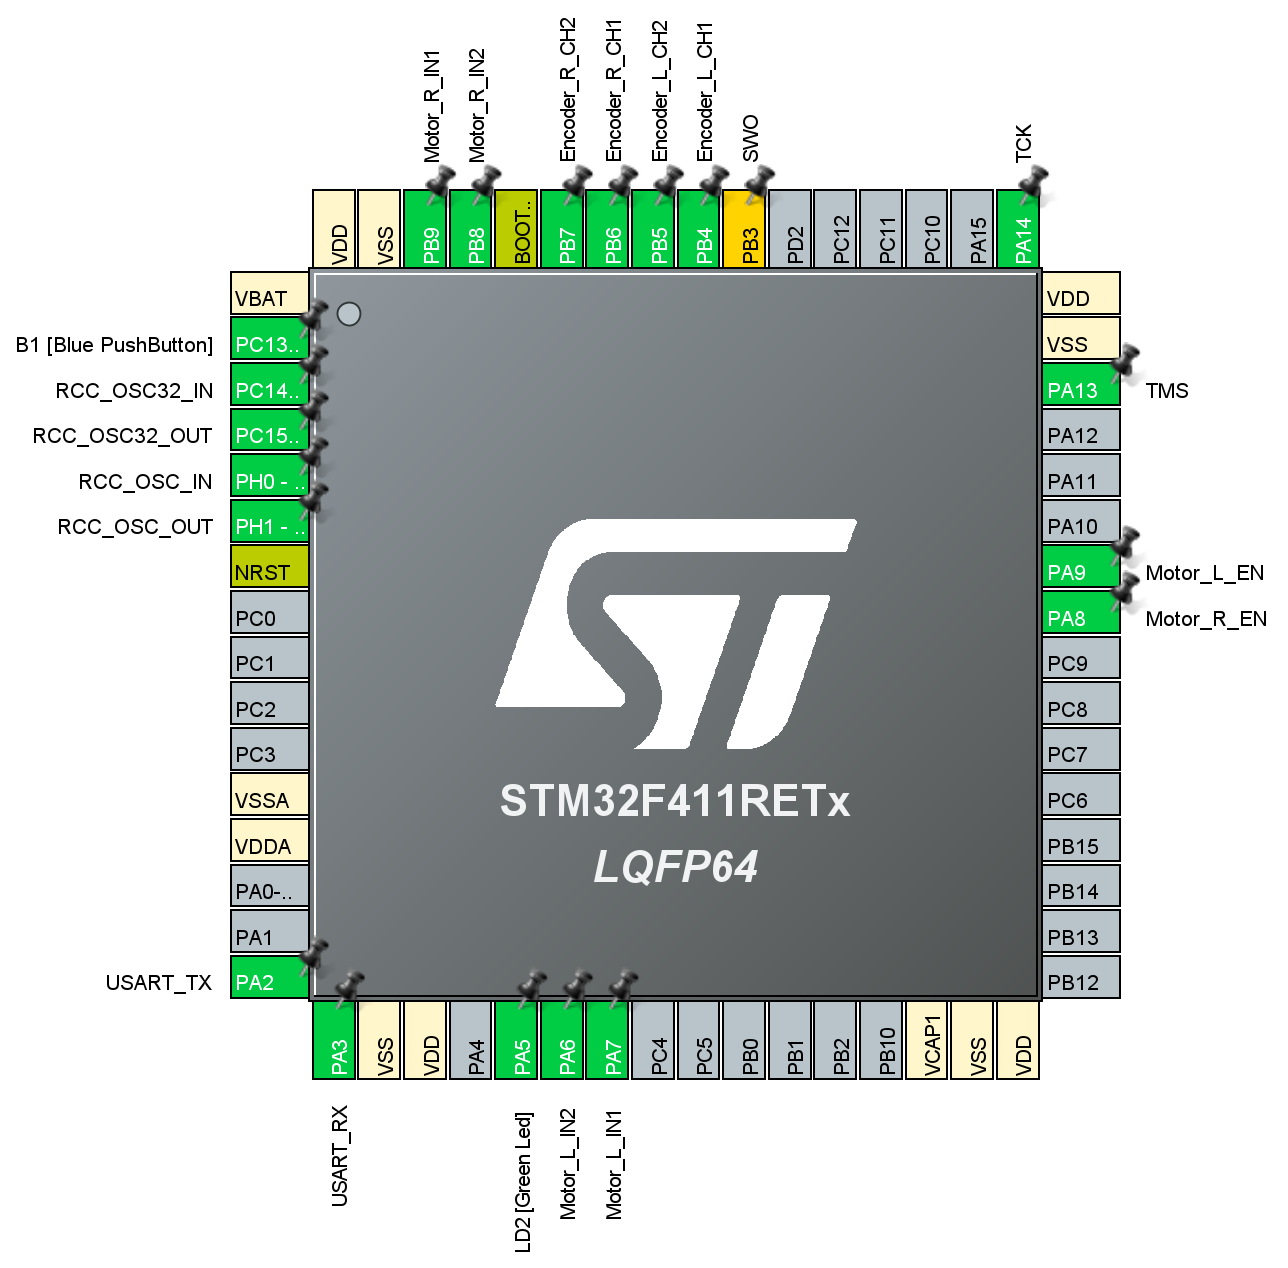 Motor_R_IN1
Motor_R_IN2
Encoder_R_CH2
Encoder_R_CH1
Encoder_L_CH2
Encoder_L_CH1
SWO
TCK
VDD
VSS
PB9
PB8
BOOT..
PB7
PB6
PB5
PB4
PB3
PD2
PC12
PC11
PC10
PA15
PA14
VBAT
B1 [Blue PushButton] PC13..
RCC_OSC32_IN PC14..
RCC_OSC32_OUT PC15..
RCC_OSC_IN PH0 - ..
RCC_OSC_OUT PH1 - ..
NRST
PC0
PC1
PC2
PC3
VSSA
VDDA
PA0-..
PA1
USART_TX PA2
ST
STM32F411RETx
LQFP64
VDD
VSS
PA13 TMS
PA12
PA11
PA10
PA9 Motor_L_EN
PA8 Motor_R_EN
PC9
PC8
PC7
PC6
PB15
PB14
PB13
PB12
PA3
VSS
VDD
PA4
PA5
PA6
PA7
PC4
PC5
PB0
PB1
PB2
PB10
VCAP1
VSS
VDD
USART_RX
LD2 [Green Led]
Motor_L_IN2
Motor_L_IN1